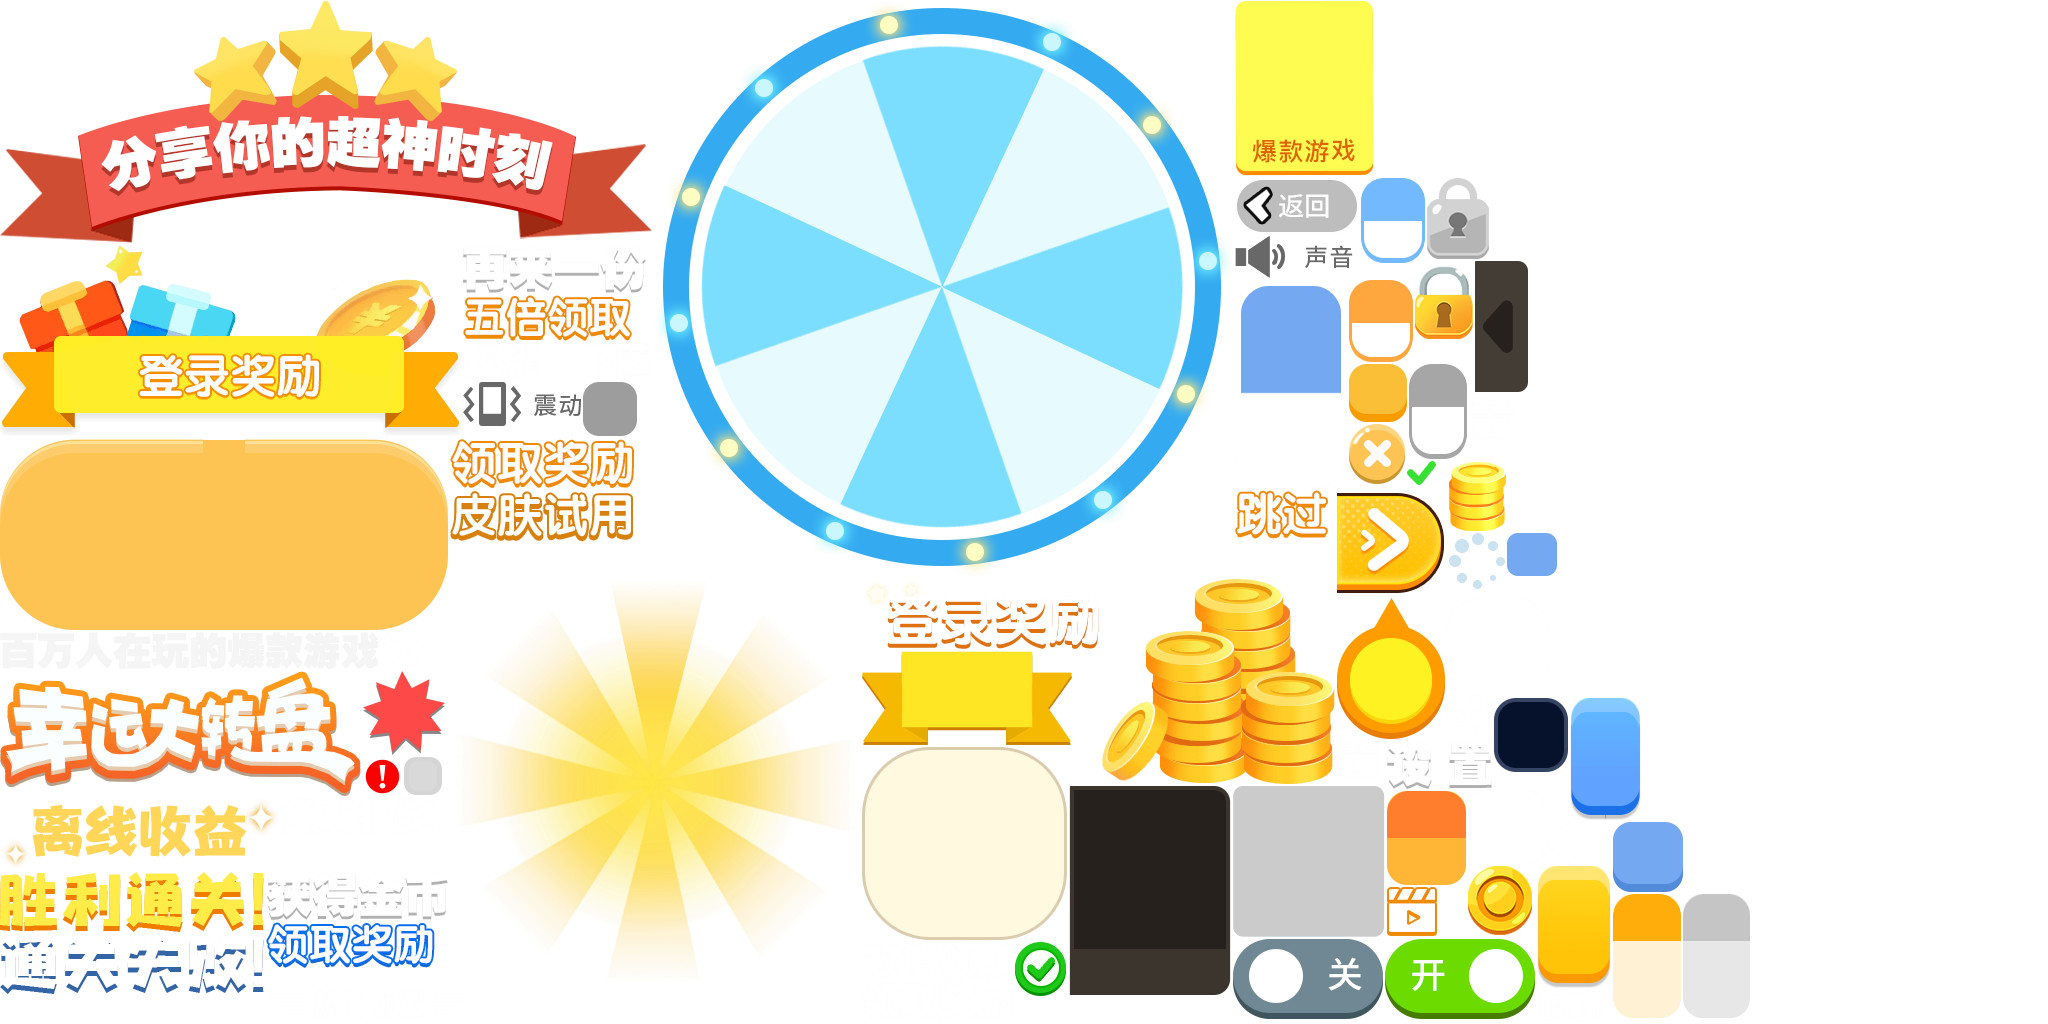 分享你的超神时刻
爆款游戏
返回
声音
再来一份
五倍领取
登录奖励
震动
领取奖励
皮肤试用
跳过
登录奖励
百万人在玩的爆款游戏
幸运大转盘
设置
离线收益
胜利通关!
获得金币
领取奖励
通关失败!
关
开